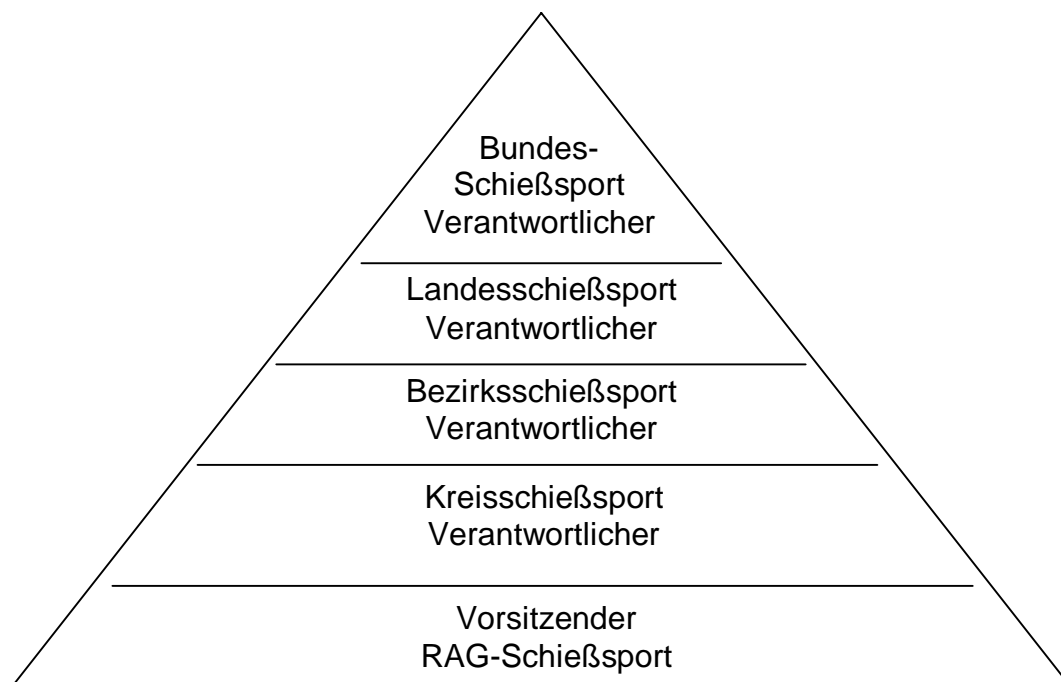 Bundes-
Schießsport
Verantwortlicher
Landesschießsport
Verantwortlicher
Bezirksschießsport
Verantwortlicher
Kreisschießsport
Verantwortlicher
Vorsitzender
RAG-Schießsport